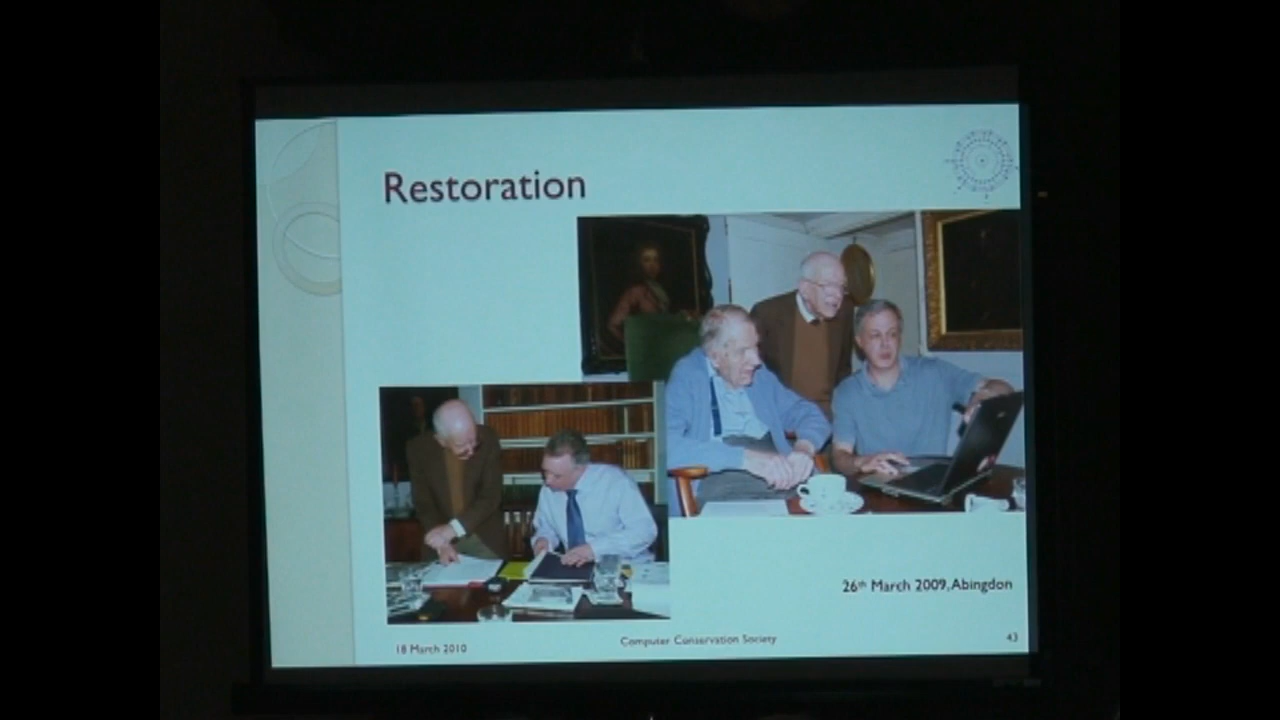 Restoration
26th March 2009, Abingdon
18 March 2010
Computer Conservation Society
43